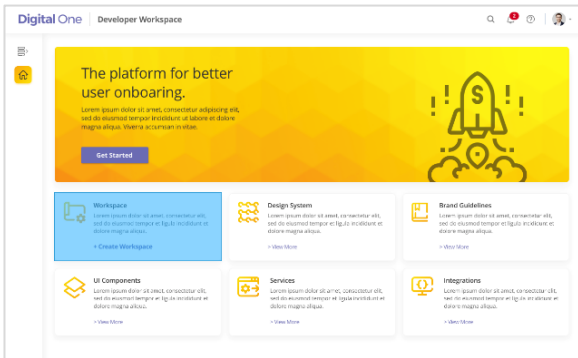 Digital One Developer Workspace
2
The platform for better
user onboaring.
Lorem ipsum dolor sit amet, consectetur adipiscing elit,
sed do eiusmod tempor incididunt ut labore et dolore
magna aliqua. Viverra accumsan in vitae.
Get Started
Workspace
Lorem ipsum dolor sit amet, consectetur elit,
sed do eiusmod tempor et ligula incididunt et
dolore magna aliqua.
+ Create Workspace
Design System
Lorem ipsum dolor sit amet, consectetur elit,
sed do eiusmod tempor et ligula incididunt et
dolore magna aliqua.
» View More
Brand Guidelines
Lorem ipsum dolor sit amet, consectetur elit,
sed do eiusmod tempor et ligula incididunt et
dolore magna aliqua.
» View More
UI Components
Lorem ipsum dolor sit amet, consectetur elit,
sed do eiusmod tempor et ligula incididunt et
dolore magna aliqua.
» View More
Services
Lorem ipsum dolor sit amet, consectetur elit,
sed do eiusmod tempor et ligula incididunt et
dolore magna aliqua.
» View More
Integrations
Lorem ipsum dolor sit amet, consectetur elit,
sed do eiusmod tempor et ligula incididunt et
dolore magna aliqua.
» View More